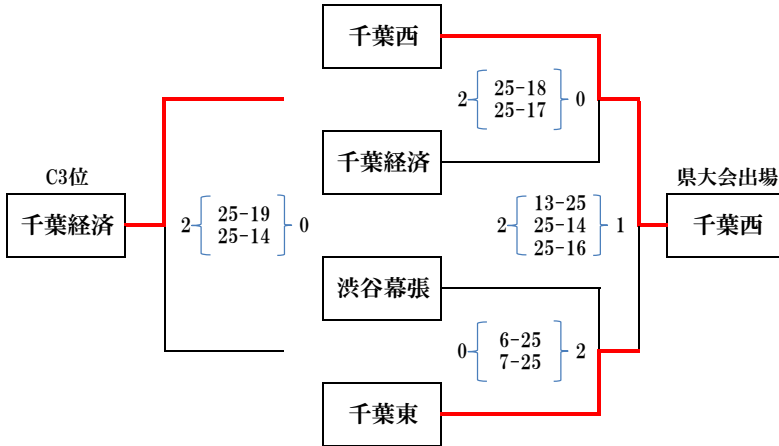 千葉西
2 25-18 0
25-17
千葉経済
C3位
県大会出場
千葉経済
2 25-19 0
25-14
2 13-25 1
25-14
25-16
千葉西
渋谷幕張
0 6-25 2
7-25
千葉東